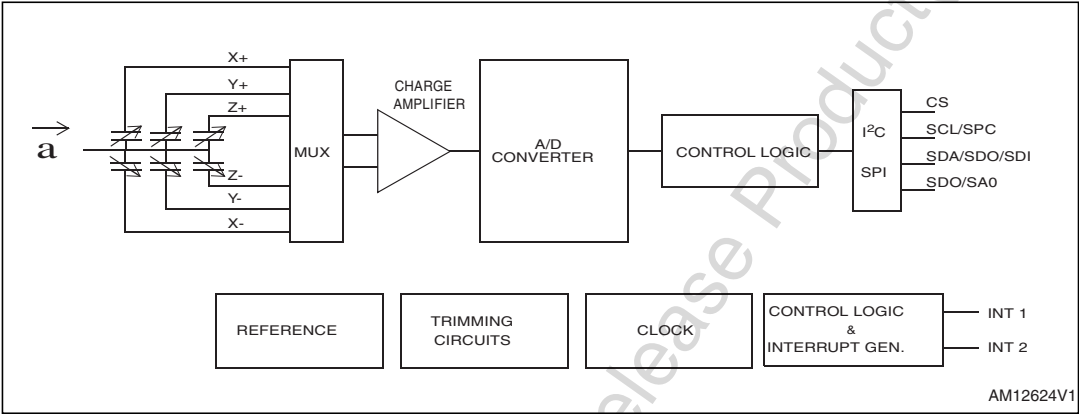 X+
Y+
Z+
a
Z-
Y-
X-
MUX
CHARGE
AMPLIFIER
A/D
CONVERTER
CONTROL LOGIC
I²C
SPI
CS
SCL/SPC
SDA/SDO/SDI
SDO/SA0
REFERENCE
TRIMMING
CIRCUITS
CLOCK
CONTROL LOGIC
&
INTERRUPT GEN.
INT 1
INT 2
AM12624V1